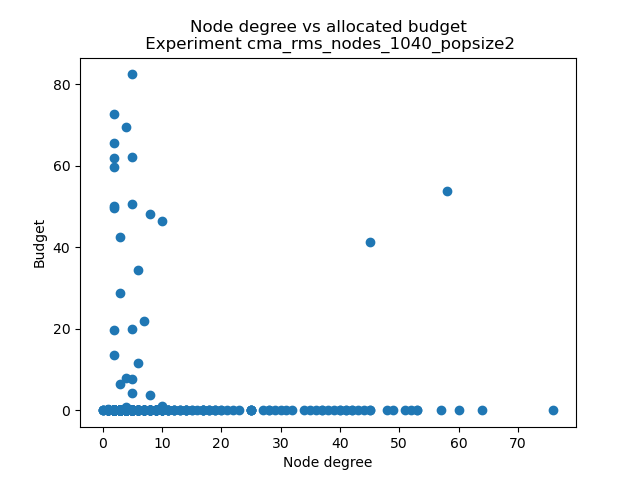 Node degree vs allocated budget
Experiment cma_rms_nodes_1040_popsize2
80
60
40
20
0
Budget
0 10 20 30 40 50 60 70
Node degree